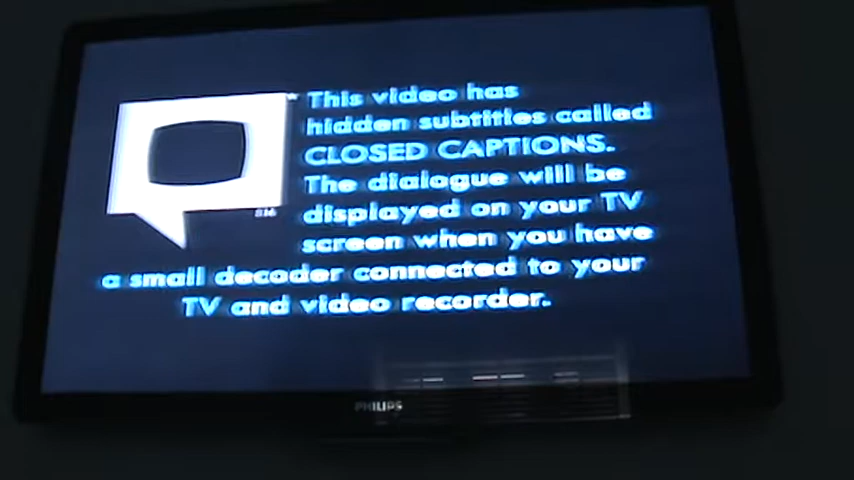 This video has
hidden subtitles called
CLOSED CAPTIONS.
The dialogue will be
displayed on your TV
screen when you have
a small decoder connected to your
TV and video recorder.
SM
PHILIPS